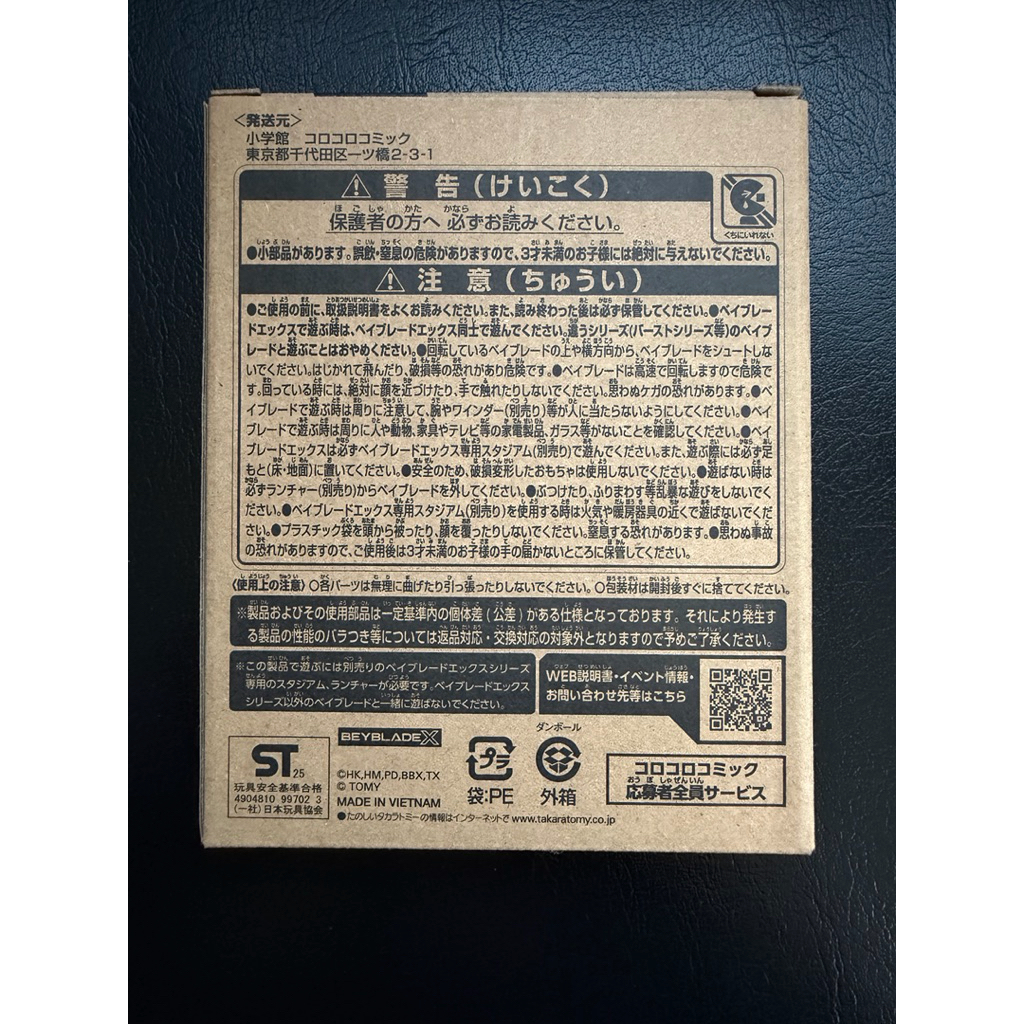 <発送元>
小学館 コロコロコミック
東京都千代田区一ツ橋2-3-1
警告(けいこく)
くちにいれない
保護者の方へ 必ずお読みください。
●小部品があります。誤飲・窒息の危険がありますので、3才未満のお子様には絶対に与えないでください。
注意(ちゅうい)
●ご使用の前に、取扱説明書をよくお読みください。また、読み終わった後は必ず保管してください。●ベイブレー
ドエックスで遊ぶ時は、ベイブレードエックス同士で遊んでください。違うシリーズ(バーストシリーズ等)のベイブ
レードと遊ぶことはおやめください。●回転しているベイブレードの上や横方向から、ベイブレードをシュートしな
いでください。はじかれて飛んだり、破損等の恐れがあり危険です。●ベイブレードは高速で回転しますので危険で
す。回っている時には、絶対に顔を近づけたり、手で触れたりしないでください。思わぬケガの恐れがあります。●ベ
イブレードで遊ぶ時は周りに注意して、腕やワインダー(別売り)等が人に当たらないようにしてください。●ベイ
ブレードで遊ぶ時は周りに人や動物、家具やテレビ等の家電製品、ガラス等がないことを確認してください。●ベイ
ブレードエックスは必ずベイブレードエックス専用スタジアム(別売り)で遊んでください。また、遊ぶ際には必ず足
もと(床・地面)に置いてください。●安全のため、破損変形したおもちゃは使用しないでください。●遊ばない時は
必ずランチャー(別売り)からベイブレードを外してください。●ぶつけたり、ふりまわす等乱暴な遊びをしないでく
ださい。●ベイブレードエックス専用スタジアム(別売り)を使用する時は火気や暖房器具の近くで遊ばないでくだ
さい。●プラスチック袋を頭から被ったり、顔を覆ったりしないでください。窒息する恐れがあります。●思わぬ事故
の恐れがありますので、ご使用後は3才未満のお子様の手の届かないところに保管してください。
〈使用上の注意〉○各パーツは無理に曲げたり引っ張ったりしないでください。○包装材は開封後すぐに捨ててください。
※製品およびその使用部品は一定基準内の個体差(公差)がある仕様となっております。それにより発生す
る製品の性能のバラつき等については返品対応・交換対応の対象外となりますので予めご了承ください。
※この製品で遊ぶには別売りのベイブレードエックスシリーズ
専用のスタジアム、ランチャーが必要です。ベイブレードエックス
シリーズ以外のベイブレードと一緒に遊ばないでください。
WEB説明書・イベント情報・
お問い合わせ先等はこちら
ST 25
玩具安全基準合格
4904810 99702 3
(一社)日本玩具協会
BEYBLADE X
©HK,HM,PD,BBX,TX
© TOMY
MADE IN VIETNAM
●たのしいタカラトミーの情報はインターネットで www.takaratomy.co.jp
プラ
袋:PE
ダンボール
外箱
コロコロコミック
応募者全員サービス